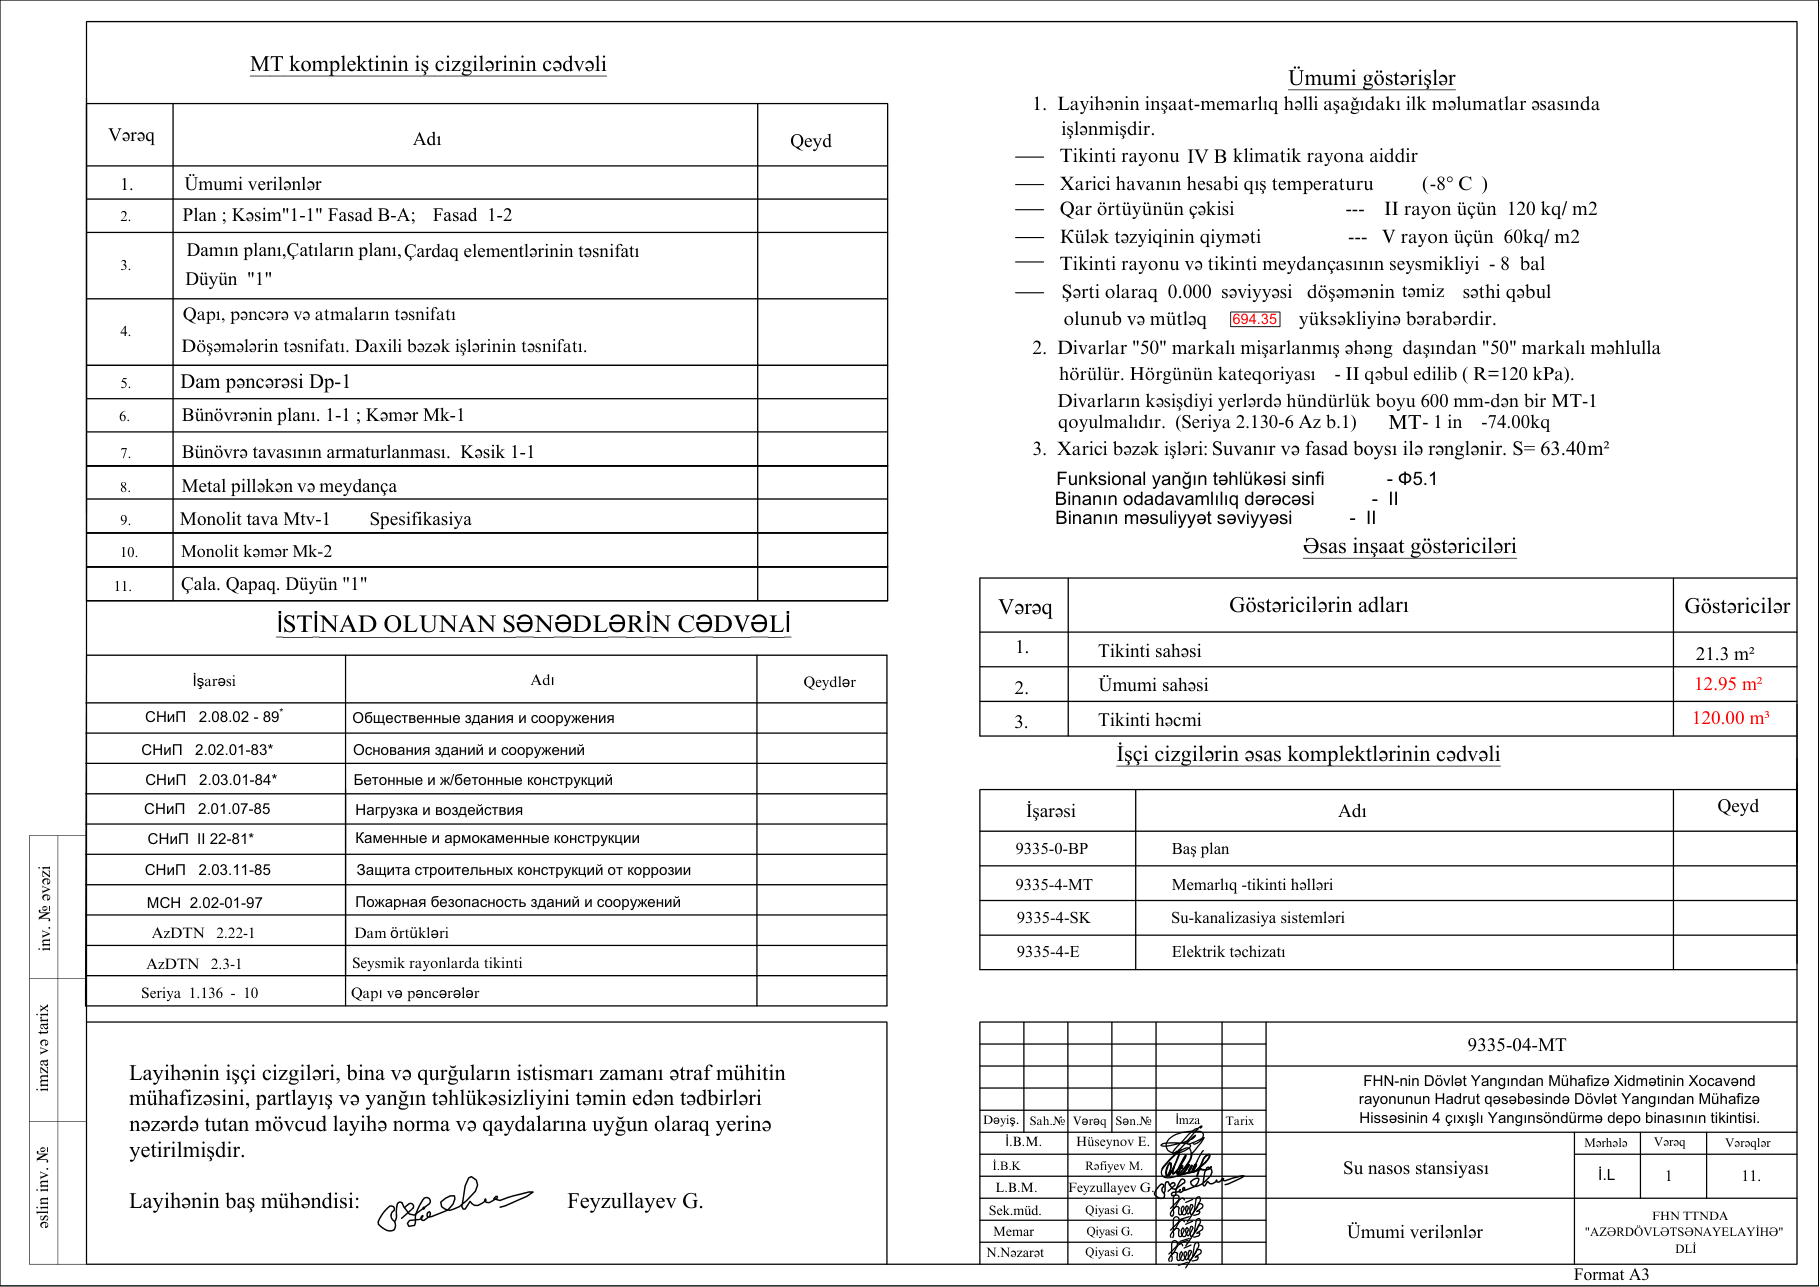 MT komplektinin iş cizgilərinin cədvəli
Vərəq Adı Qeyd
1. Ümumi verilənlər
2. Plan ; Kəsim"1-1" Fasad B-A; Fasad 1-2
3. Damın planı,Çatıların planı,Çardaq elementlərinin təsnifatı
Düyün "1"
4. Qapı, pəncərə və atmaların təsnifatı
Döşəmələrin təsnifatı. Daxili bəzək işlərinin təsnifatı.
5. Dam pəncərəsi Dp-1
6. Bünövrənin planı. 1-1 ; Kəmər Mk-1
7. Bünövrə tavasının armaturlanması. Kəsik 1-1
8. Metal pilləkən və meydança
9. Monolit tava Mtv-1 Spesifikasiya
10. Monolit kəmər Mk-2
11. Çala. Qapaq. Düyün "1"
İSTİNAD OLUNAN SƏNƏDLƏRİN CƏDVƏLİ
İşarəsi Adı Qeydlər
СНиП 2.08.02 - 89* Общественные здания и сооружения
СНиП 2.02.01-83* Основания зданий и сооружений
СНиП 2.03.01-84* Бетонные и ж/бетонные конструкций
СНиП 2.01.07-85 Нагрузка и воздействия
СНиП II 22-81* Каменные и армокаменные конструкции
СНиП 2.03.11-85 Защита строительных конструкций от коррозии
МСН 2.02-01-97 Пожарная безопасность зданий и сооружений
AzDTN 2.22-1 Dam örtükləri
AzDTN 2.3-1 Seysmik rayonlarda tikinti
Seriya 1.136 - 10 Qapı və pəncərələr
Layihənin işçi cizgiləri, bina və qurğuların istismarı zamanı ətraf mühitin
mühafizəsini, partlayış və yanğın təhlükəsizliyini təmin edən tədbirləri
nəzərdə tutan mövcud layihə norma və qaydalarına uyğun olaraq yerinə
yetirilmişdir.
Layihənin baş mühəndisi: Feyzullayev G.
inv. № əvəzi
imza və tarix
əslin inv. №
Ümumi göstərişlər
1. Layihənin inşaat-memarlıq həlli aşağıdakı ilk məlumatlar əsasında
işlənmişdir.
— Tikinti rayonu IV B klimatik rayona aiddir
— Xarici havanın hesabi qış temperaturu (-8° C )
— Qar örtüyünün çəkisi --- II rayon üçün 120 kq/ m2
— Külək təzyiqinin qiyməti --- V rayon üçün 60kq/ m2
— Tikinti rayonu və tikinti meydançasının seysmikliyi - 8 bal
— Şərti olaraq 0.000 səviyyəsi döşəmənin təmiz səthi qəbul
olunub və mütləq 694.35 yüksəkliyinə bərabərdir.
2. Divarlar "50" markalı mişarlanmış əhəng daşından "50" markalı məhlulla
hörülür. Hörgünün kateqoriyası - II qəbul edilib ( R=120 kPa).
Divarların kəsişdiyi yerlərdə hündürlük boyu 600 mm-dən bir MT-1
qoyulmalıdır. (Seriya 2.130-6 Az b.1) MT- 1 in -74.00kq
3. Xarici bəzək işləri: Suvanır və fasad boysı ilə rənglənir. S= 63.40m²
Funksional yanğın təhlükəsi sinfi - Ф5.1
Binanın odadavamlılıq dərəcəsi - II
Binanın məsuliyyət səviyyəsi - II
Əsas inşaat göstəriciləri
Vərəq Göstəricilərin adları Göstəricilər
1. Tikinti sahəsi 21.3 m²
2. Ümumi sahəsi 12.95 m²
3. Tikinti həcmi 120.00 m³
İşçi cizgilərin əsas komplektlərinin cədvəli
İşarəsi Adı Qeyd
9335-0-BP Baş plan
9335-4-MT Memarlıq -tikinti həlləri
9335-4-SK Su-kanalizasiya sistemləri
9335-4-E Elektrik təchizatı
9335-04-MT
FHN-nin Dövlət Yangından Mühafizə Xidmətinin Xocavənd
rayonunun Hadrut qəsəbəsində Dövlət Yangından Mühafizə
Hissəsinin 4 çıxışlı Yangınsöndürmə depo binasının tikintisi.
Dəyiş. Sah.№ Vərəq Sən.№ İmza Tarix
İ.B.M. Hüseynov E.
İ.B.K Rəfiyev M.
L.B.M. Feyzullayev G.
Sek.müd. Qiyasi G.
Memar Qiyasi G.
N.Nəzarət Qiyasi G.
Su nasos stansiyası
Mərhələ Vərəq Vərəqlər
İ.L 1 11.
Ümumi verilənlər
FHN TTNDA
"AZƏRDÖVLƏTSƏNAYELAYİHƏ"
DLİ
Format A3